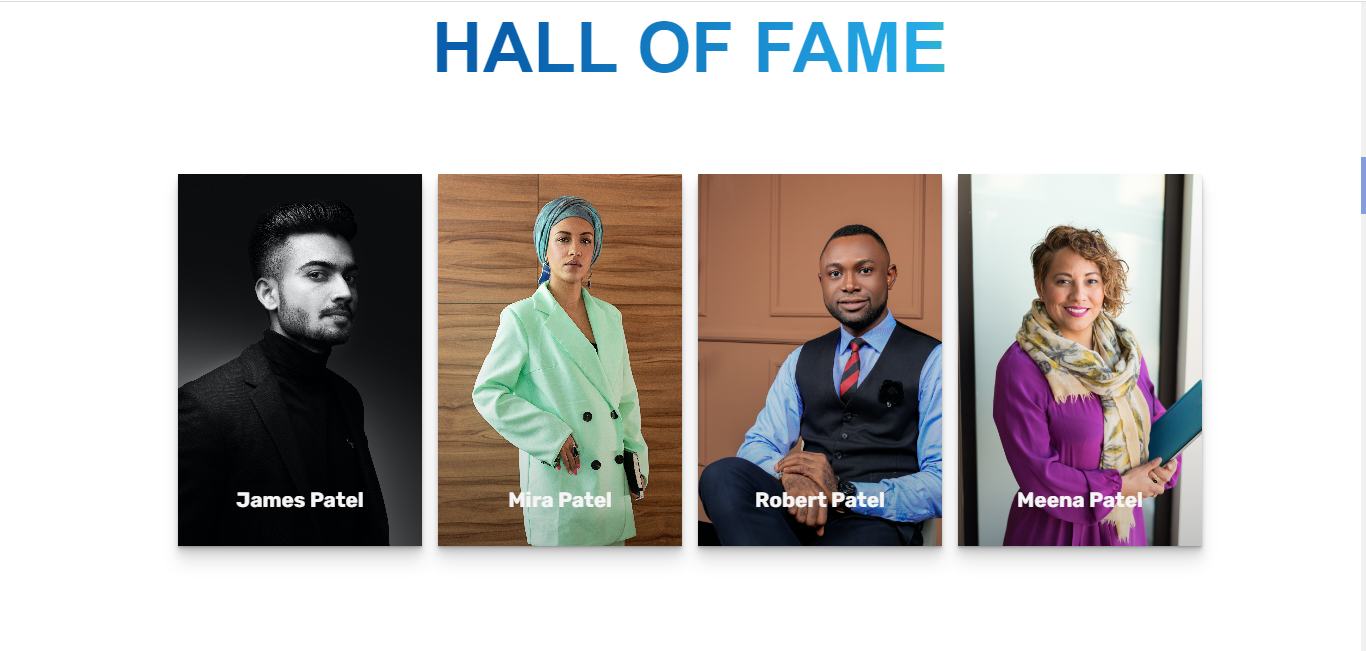 HALL OF FAME
James Patel
Mira Patel
Robert Patel
Meena Patel